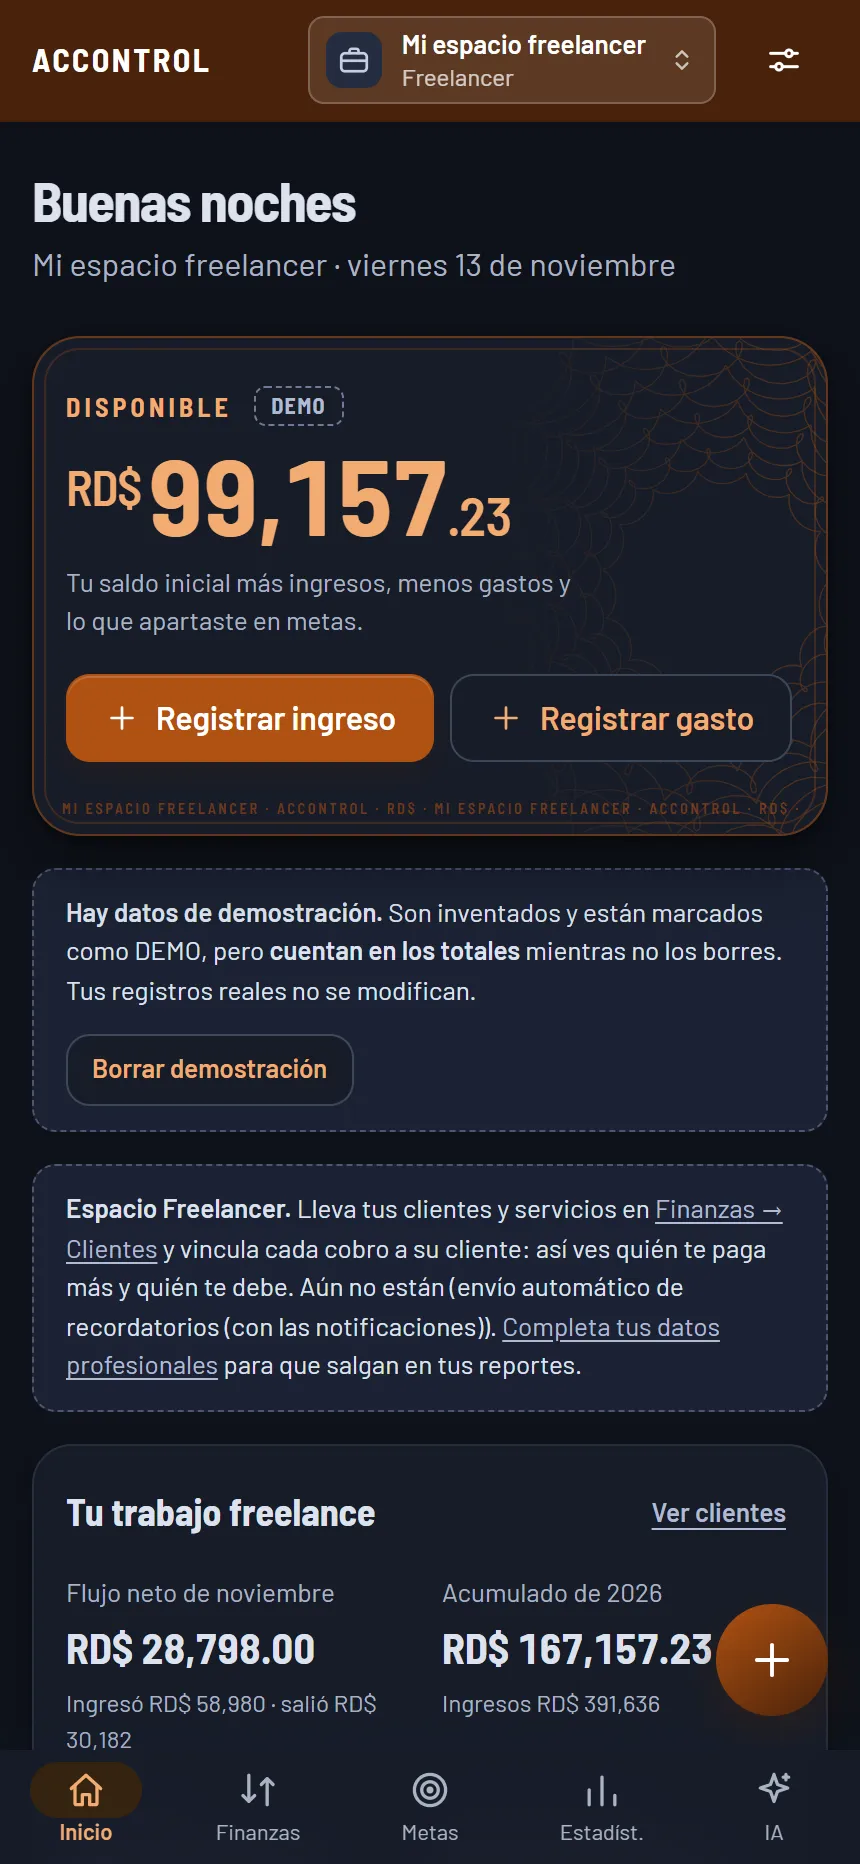 ACCONTROL
Mi espacio freelancer
Freelancer
Buenas noches
Mi espacio freelancer · viernes 13 de noviembre
DISPONIBLE
DEMO
RD$ 99,157.23
Tu saldo inicial más ingresos, menos gastos y
lo que apartaste en metas.
Registrar ingreso
Registrar gasto
MI ESPACIO FREELANCER · ACCONTROL · RD$ · MI ESPACIO FREELANCER · ACCONTROL · RD$ ·
Hay datos de demostración. Son inventados y están marcados
como DEMO, pero cuentan en los totales mientras no los borres.
Tus registros reales no se modifican.
Borrar demostración
Espacio Freelancer. Lleva tus clientes y servicios en Finanzas →
Clientes y vincula cada cobro a su cliente: así ves quién te paga
más y quién te debe. Aún no están (envío automático de
recordatorios (con las notificaciones)). Completa tus datos
profesionales para que salgan en tus reportes.
Tu trabajo freelance
Ver clientes
Flujo neto de noviembre
RD$ 28,798.00
Ingresó RD$ 58,980 · salió RD$
30,182
Acumulado de 2026
RD$ 167,157.23
Ingresos RD$ 391,636
Inicio
Finanzas
Metas
Estadíst.
IA